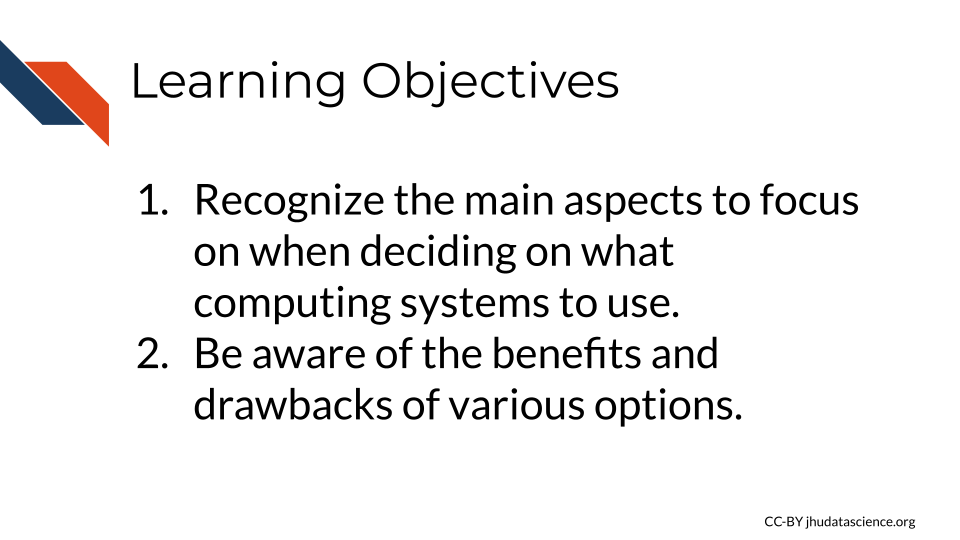 Learning Objectives
1. Recognize the main aspects to focus
on when deciding on what
computing systems to use.
2. Be aware of the benefits and
drawbacks of various options.
CC-BY jhudatascience.org